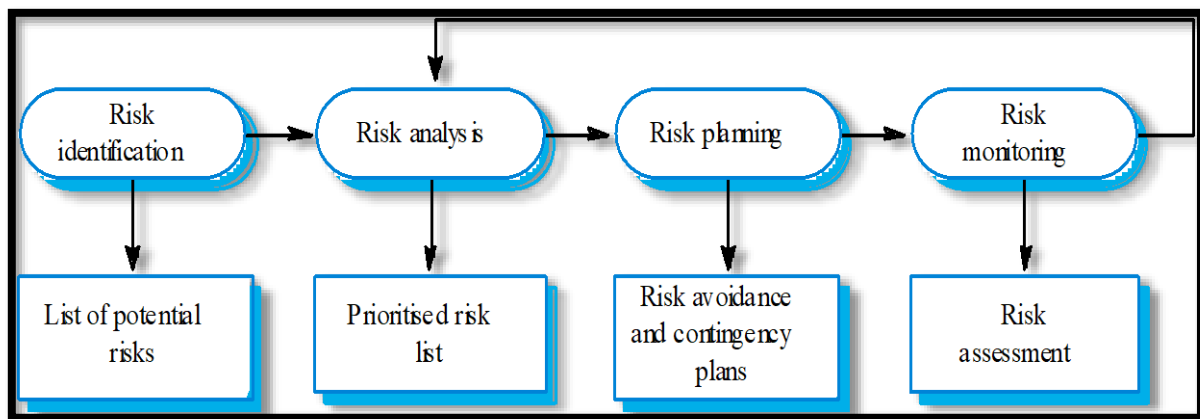 Risk
identification
Risk analysis
Risk planning
Risk
monitoring
List of potential
risks
Prioritised risk
list
Risk avoidance
and contingency
plans
Risk
assessment